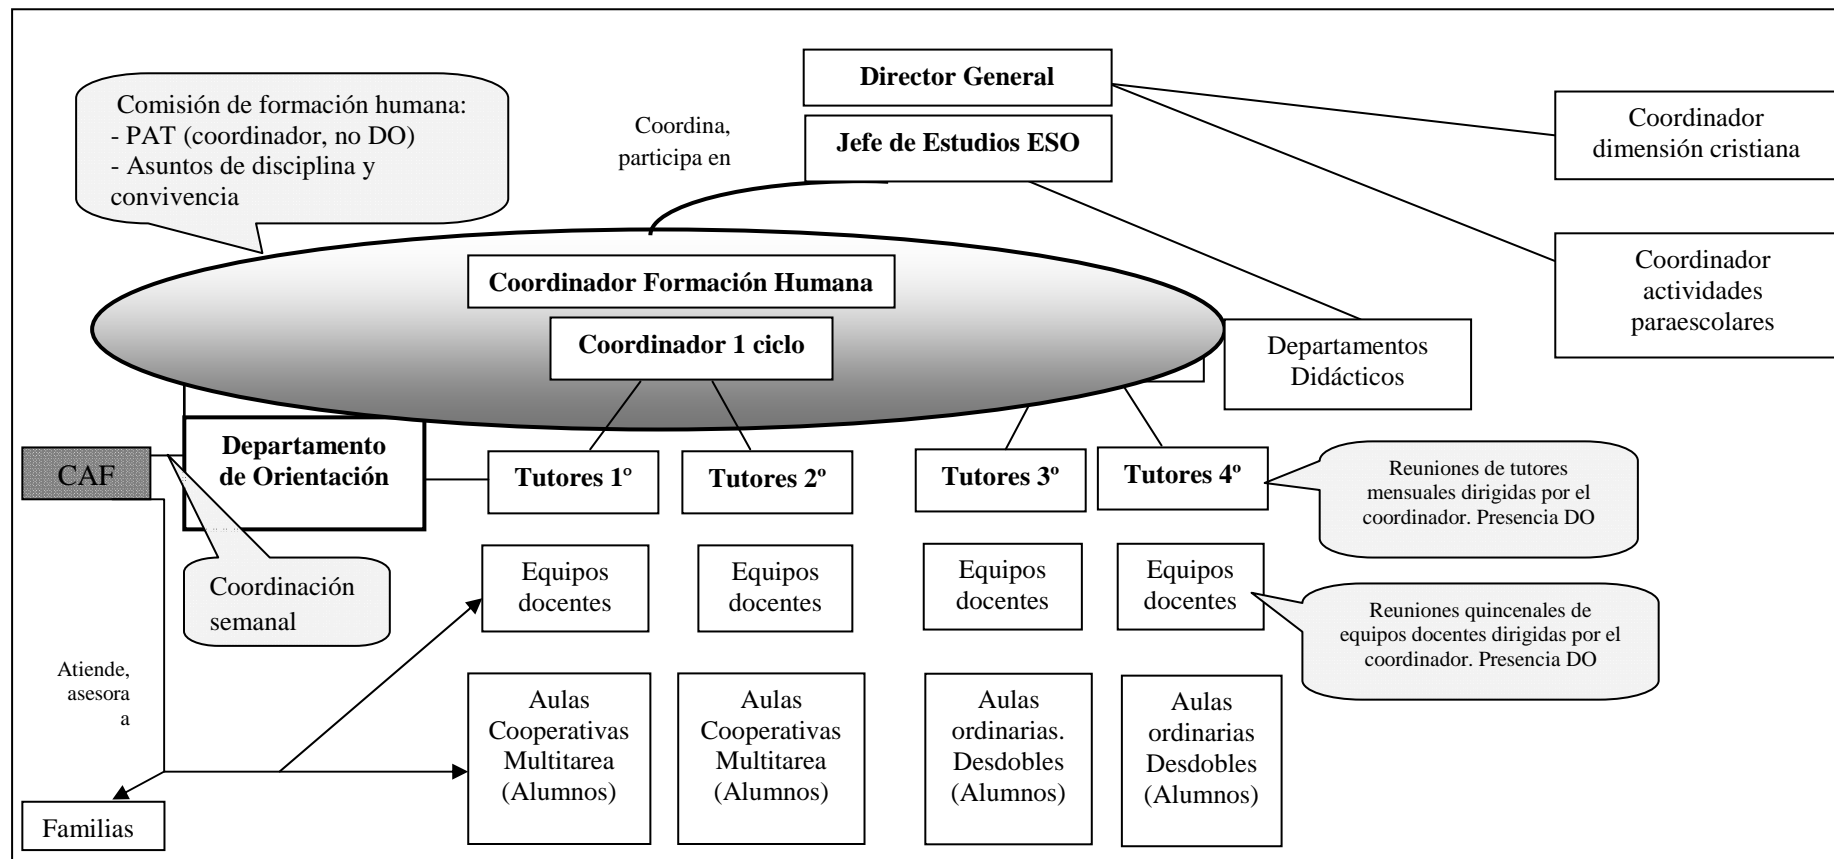 Director General
Comisión de formación humana:
- PAT (coordinador, no DO)
- Asuntos de disciplina y
convivencia
Coordina,
participa en
Jefe de Estudios ESO
Coordinador
dimensión cristiana
Coordinador Formación Humana
Coordinador
actividades
paraescolares
Coordinador 1 ciclo
Departamentos
Didácticos
CAF
Departamento
de Orientación
Tutores 1º
Tutores 2º
Tutores 3º
Tutores 4º
Reuniones de tutores
mensuales dirigidas por el
coordinador. Presencia DO
Coordinación
semanal
Equipos
docentes
Equipos
docentes
Equipos
docentes
Equipos
docentes
Reuniones quincenales de
equipos docentes dirigidas por el
coordinador. Presencia DO
Atiende,
asesora
a
Aulas
Cooperativas
Multitarea
(Alumnos)
Aulas
Cooperativas
Multitarea
(Alumnos)
Aulas
ordinarias.
Desdobles
(Alumnos)
Aulas
ordinarias
Desdobles
(Alumnos)
Familias